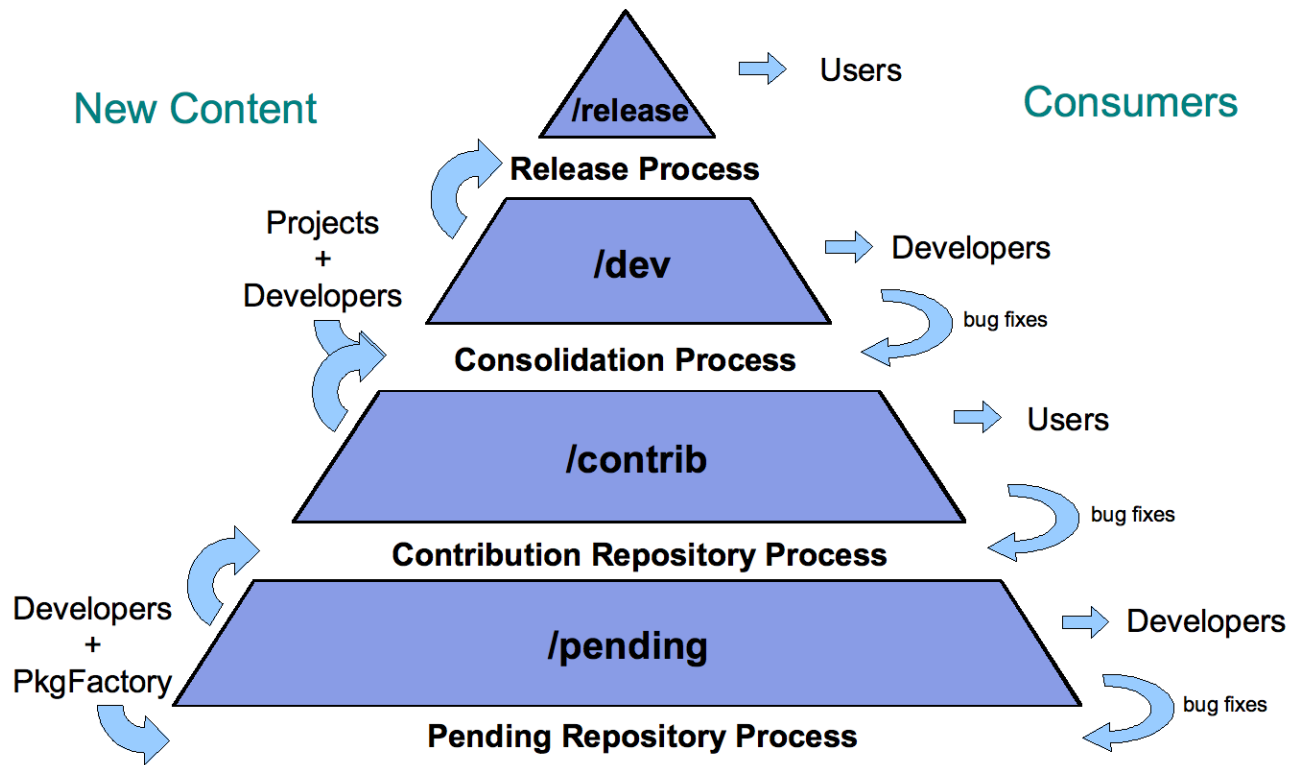 /release
Users
New Content
Consumers
Release Process
Projects
+
Developers
/dev
Developers
bug fixes
Consolidation Process
/contrib
Users
bug fixes
Contribution Repository Process
Developers
+
PkgFactory
/pending
Developers
bug fixes
Pending Repository Process